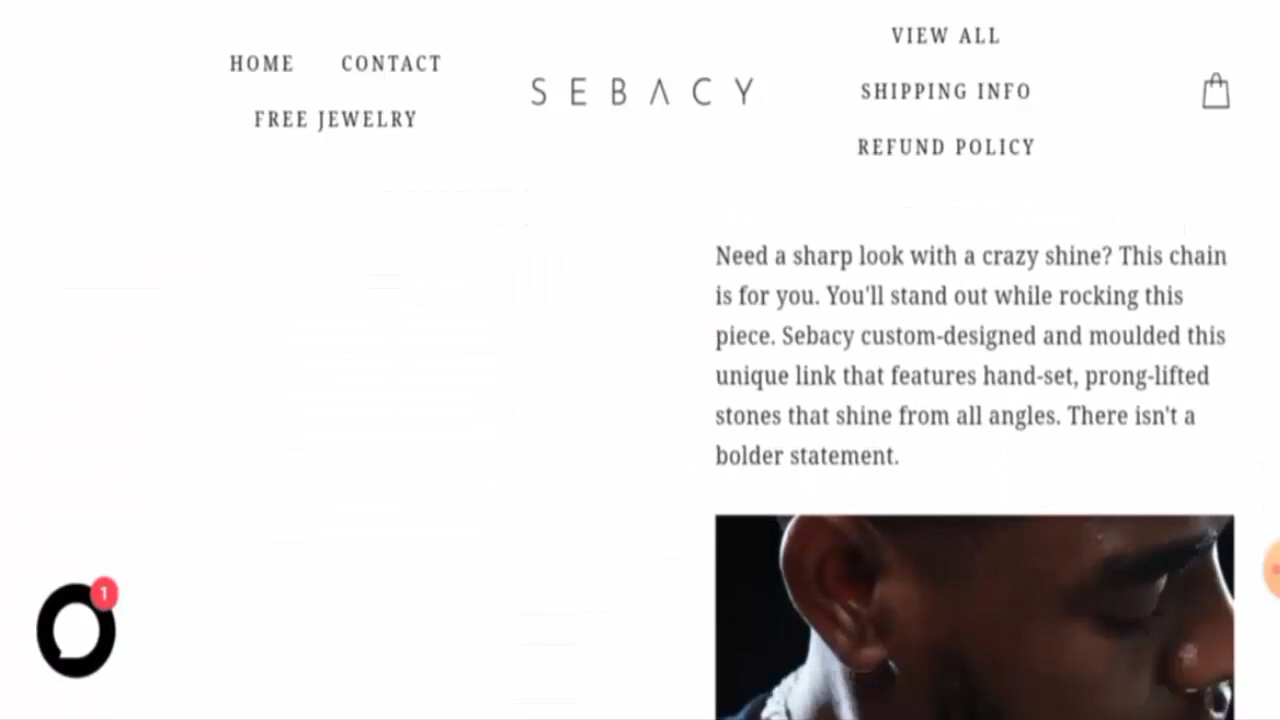 HOME CONTACT
FREE JEWELRY
SEBACY
VIEW ALL
SHIPPING INFO
REFUND POLICY
Need a sharp look with a crazy shine? This chain
is for you. You'll stand out while rocking this
piece. Sebacy custom-designed and moulded this
unique link that features hand-set, prong-lifted
stones that shine from all angles. There isn't a
bolder statement.
1